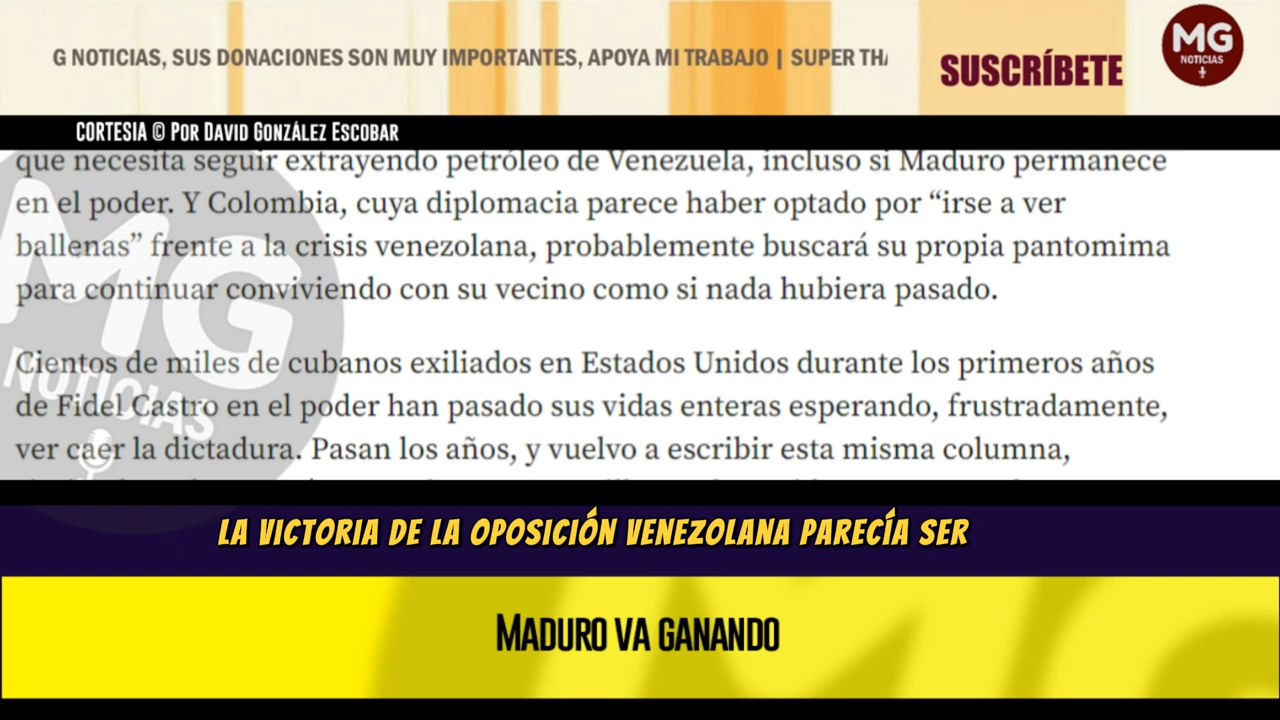 G NOTICIAS, SUS DONACIONES SON MUY IMPORTANTES, APOYA MI TRABAJO | SUPER THA
SUSCRÍBETE
MG
NOTICIAS
CORTESIA © POR DAVID GONZÁLEZ ESCOBAR
que necesita seguir extrayendo petróleo de Venezuela, incluso si Maduro permanece
en el poder. Y Colombia, cuya diplomacia parece haber optado por “irse a ver
ballenas” frente a la crisis venezolana, probablemente buscará su propia pantomima
para continuar conviviendo con su vecino como si nada hubiera pasado.
Cientos de miles de cubanos exiliados en Estados Unidos durante los primeros años
de Fidel Castro en el poder han pasado sus vidas enteras esperando, frustradamente,
ver caer la dictadura. Pasan los años, y vuelvo a escribir esta misma columna,
MG
NOTICIAS
LA VICTORIA DE LA OPOSICIÓN VENEZOLANA PARECÍA SER
MADURO VA GANANDO